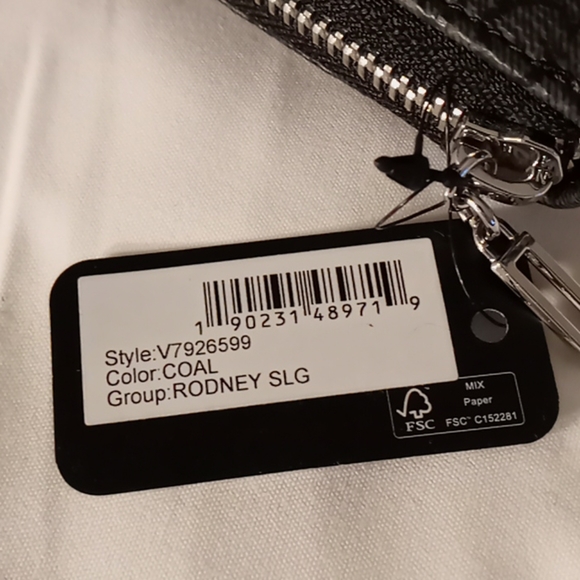 1 90231 48971 9
Style:V7926599
Color:COAL
Group:RODNEY SLG
MIX
Paper
FSC
FSC™ C152281